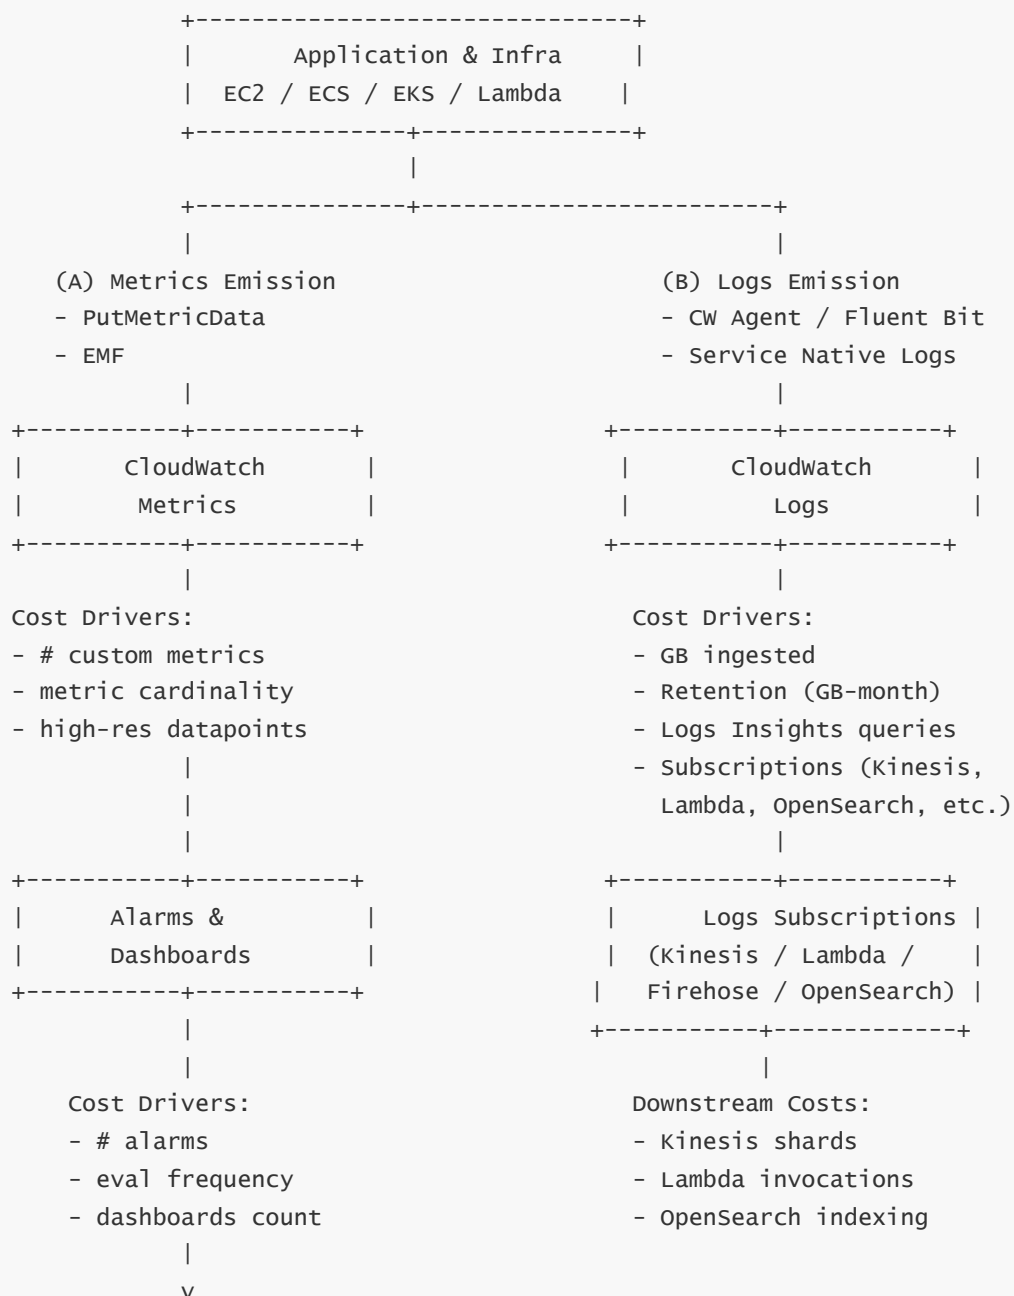 +-------------------------------+
            |       Application & Infra     |
            |  EC2 / ECS / EKS / Lambda    |
            +---------------+---------------+
                            |
            +---------------+-------------------------+
            |                                         |
   (A) Metrics Emission                       (B) Logs Emission
   - PutMetricData                            - CW Agent / Fluent Bit
   - EMF                                      - Service Native Logs
            |                                         |
+-----------+-----------+                 +-----------+-----------+
|       CloudWatch       |                 |       CloudWatch       |
|        Metrics         |                 |          Logs          |
+-----------+-----------+                 +-----------+-----------+
            |                                         |
Cost Drivers:                               Cost Drivers:
- # custom metrics                          - GB ingested
- metric cardinality                        - Retention (GB-month)
- high-res datapoints                       - Logs Insights queries
            |                               - Subscriptions (Kinesis,
            |                                 Lambda, OpenSearch, etc.)
            |                                         |
+-----------+-----------+                 +-----------+-----------+
|      Alarms &          |                |      Logs Subscriptions |
|      Dashboards        |                |  (Kinesis / Lambda /    |
+-----------+-----------+                |   Firehose / OpenSearch) |
            |                            +-----------+-------------+
            |                                        |
    Cost Drivers:                           Downstream Costs:
    - # alarms                              - Kinesis shards
    - eval frequency                        - Lambda invocations
    - dashboards count                      - OpenSearch indexing
            |
            v